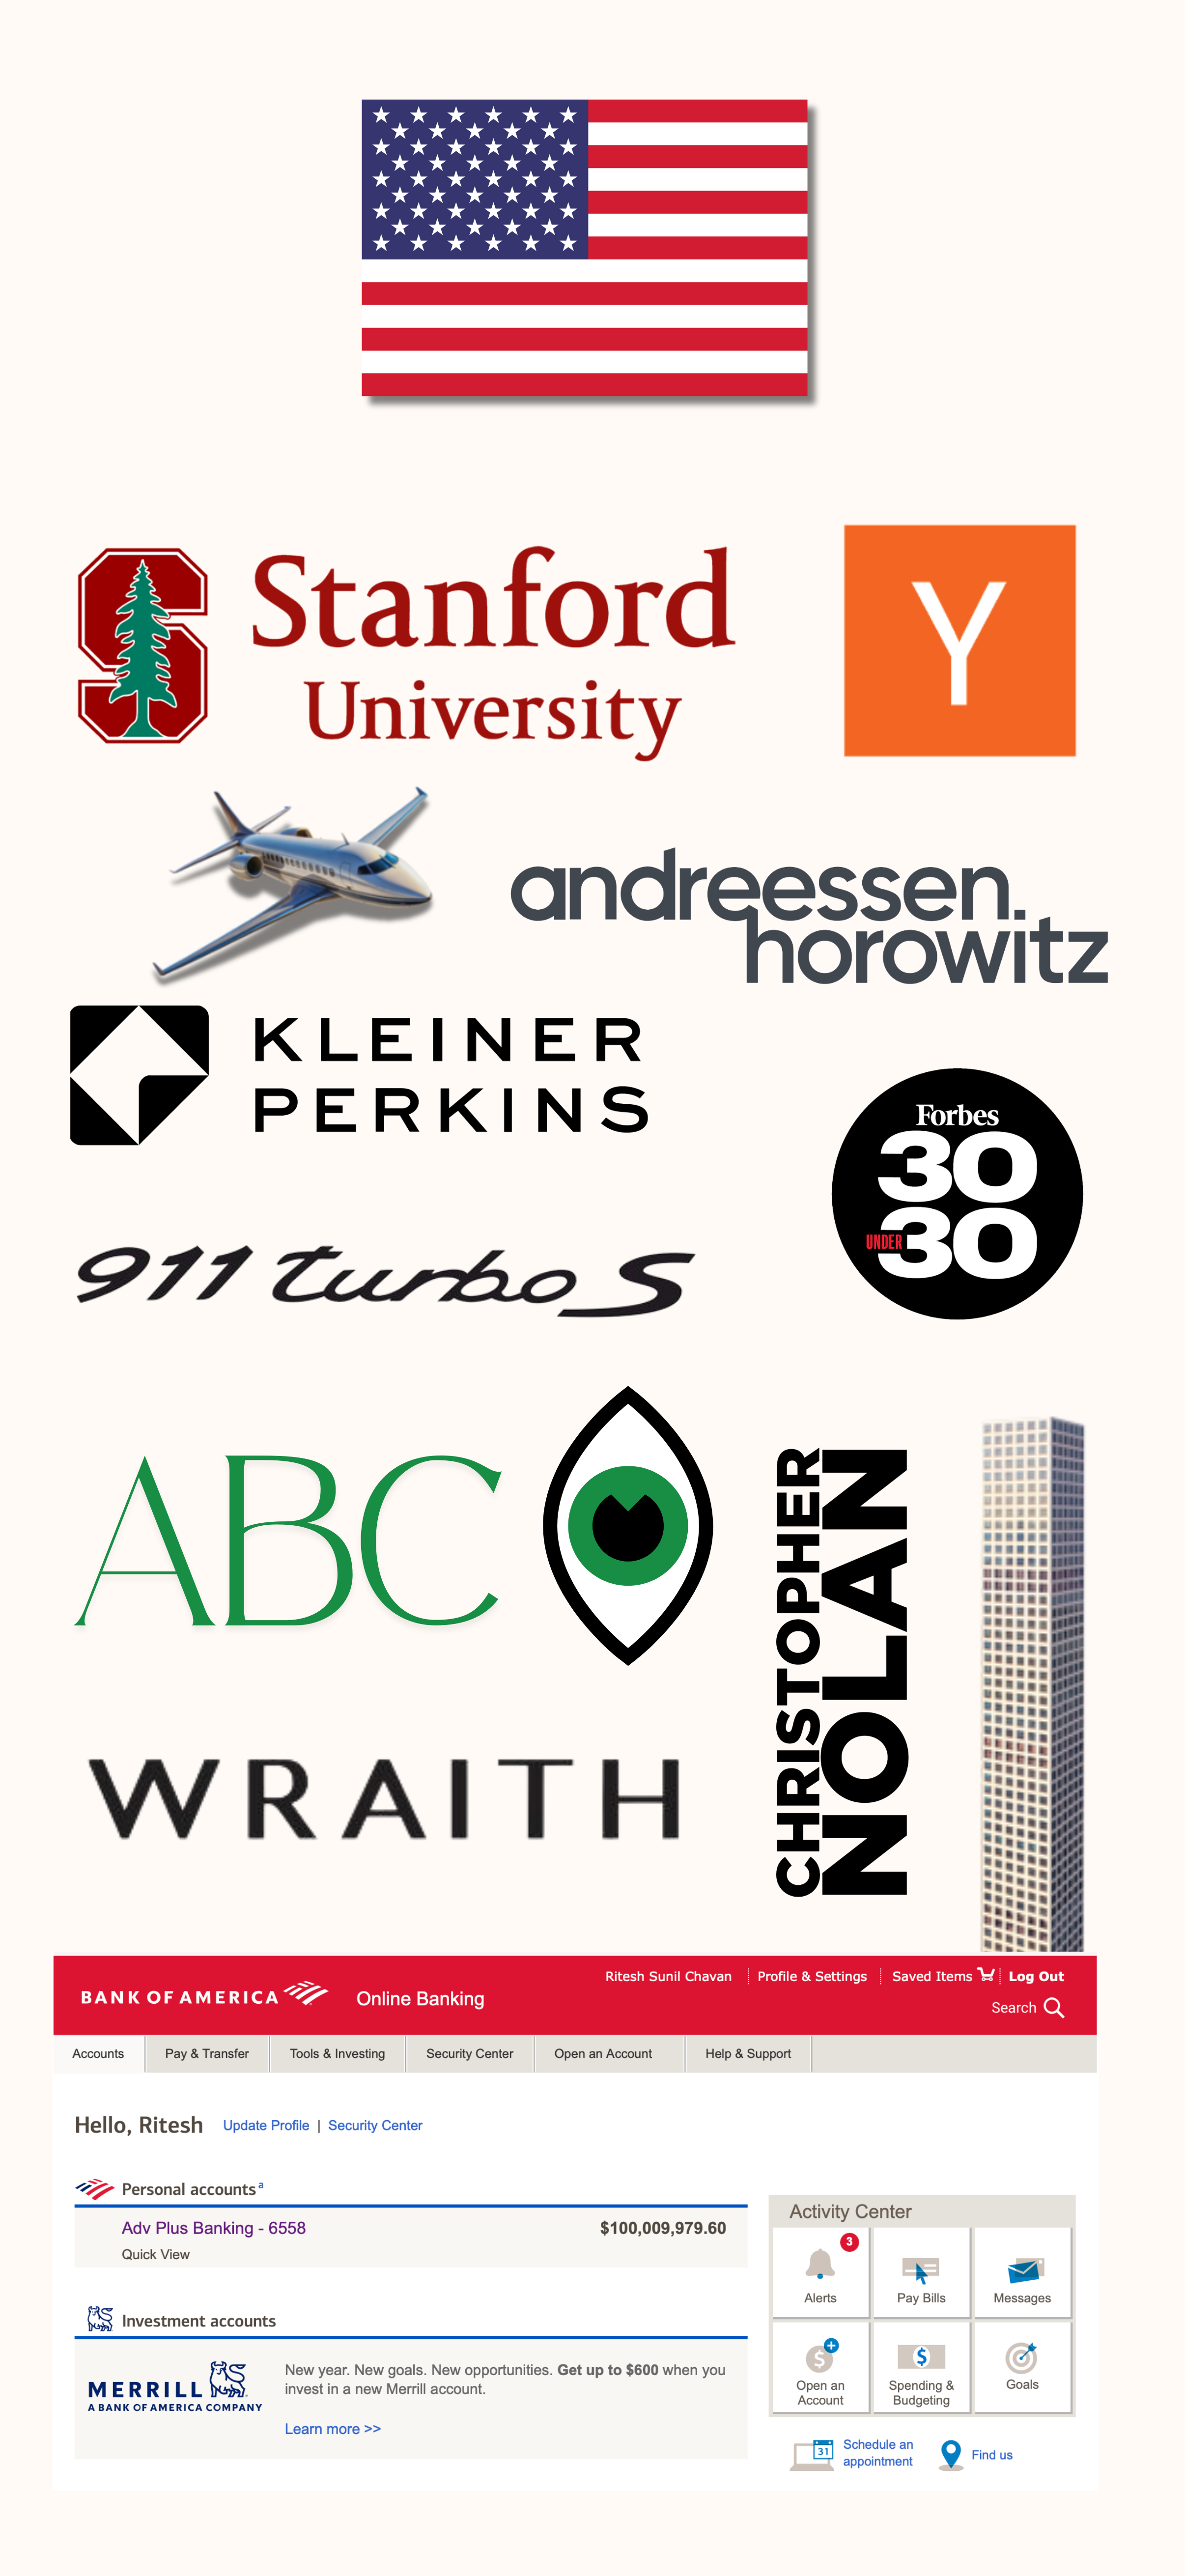 Stanford
University
Y
andreessen.
horowitz
KLEINER
PERKINS
Forbes
30
UNDER
30
911 turbo S
ABC
CHRISTOPHER
NOLAN
WRAITH
BANK OF AMERICA
Online Banking
Ritesh Sunil Chavan
Profile & Settings
Saved Items
Log Out
Search
Accounts
Pay & Transfer
Tools & Investing
Security Center
Open an Account
Help & Support
Hello, Ritesh
Update Profile | Security Center
Personal accounts a
Adv Plus Banking - 6558
$100,009,979.60
Quick View
Investment accounts
MERRILL
A BANK OF AMERICA COMPANY
New year. New goals. New opportunities. Get up to $600 when you
invest in a new Merrill account.
Learn more >>
Activity Center
3
Alerts
Pay Bills
Messages
$
Open an
Account
$
Spending &
Budgeting
Goals
31
Schedule an
appointment
Find us